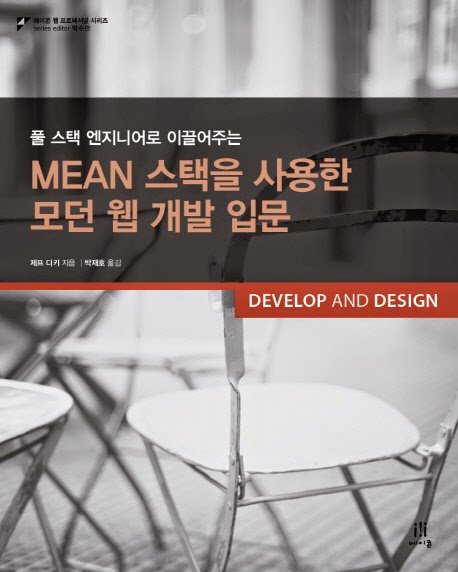 에이콘 웹 프로페셔널 시리즈
series editor 박수만
풀 스택 엔지니어로 이끌어주는
MEAN 스택을 사용한
모던 웹 개발 입문
제프 디키 지음 | 박재호 옮김
DEVELOP AND DESIGN
에이콘